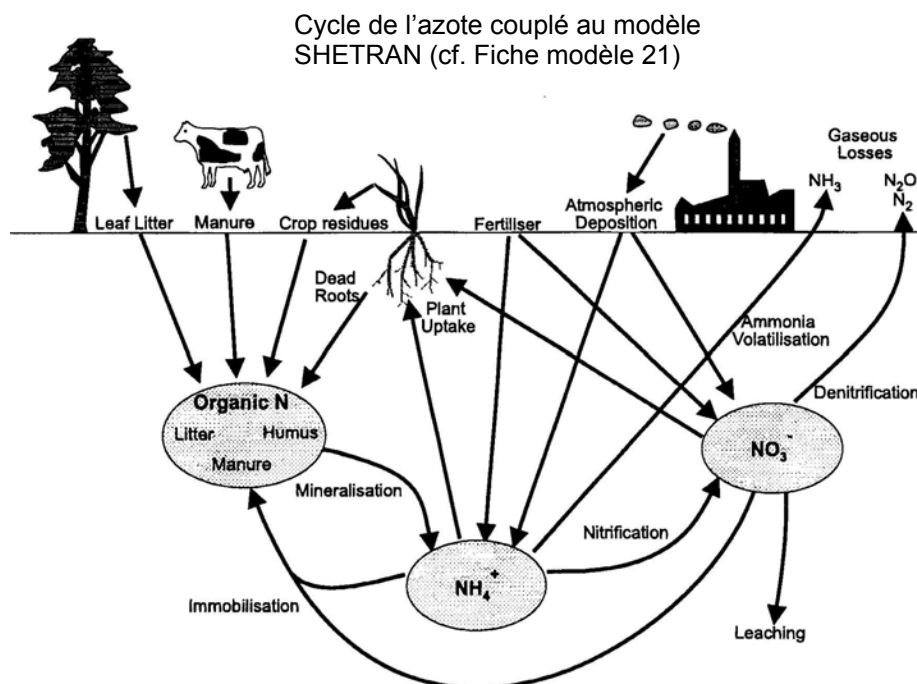 Cycle de l’azote couplé au modèle
SHETRAN (cf. Fiche modèle 21)
Gaseous
Losses
NH₃
N₂O
N₂
Leaf Litter
Manure
Crop residues
Fertiliser
Atmospheric
Deposition
Dead
Roots
Plant
Uptake
Ammonia
Volatilisation
Denitrification
Organic N
Litter
Humus
Manure
NO₃⁻
Mineralisation
Nitrification
NH₄⁺
Immobilisation
Leaching